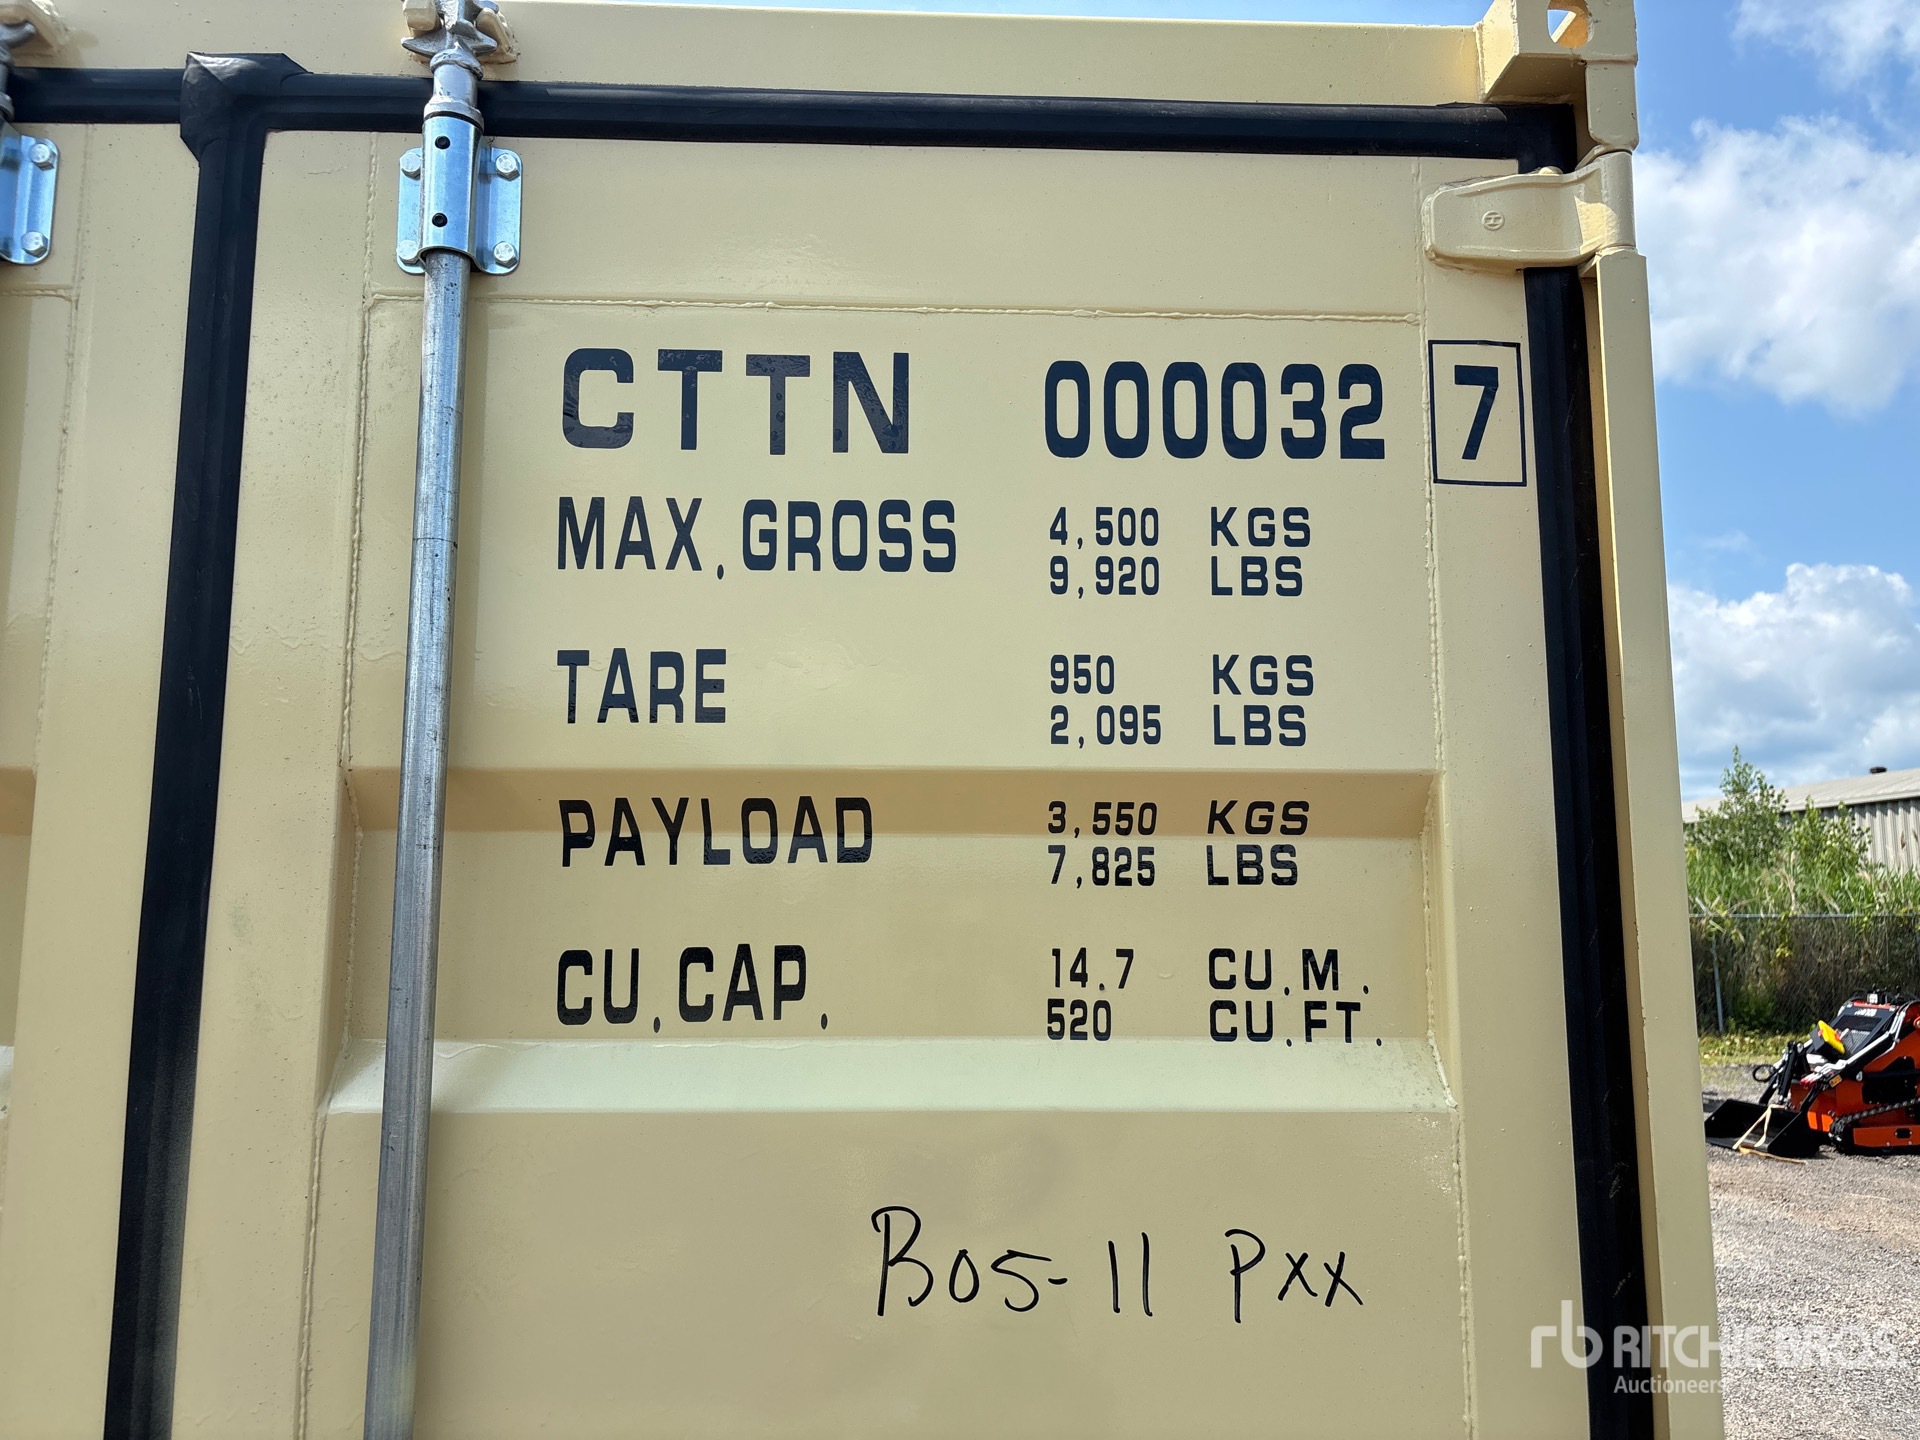 CTTN 000032 7
MAX.GROSS 4,500 KGS
9,920 LBS
TARE 950 KGS
2,095 LBS
PAYLOAD 3,550 KGS
7,825 LBS
CU.CAP. 14.7 CU.M.
520 CU.FT.
B05-11 PXX
rb RITCHIE BROS.
Auctioneers